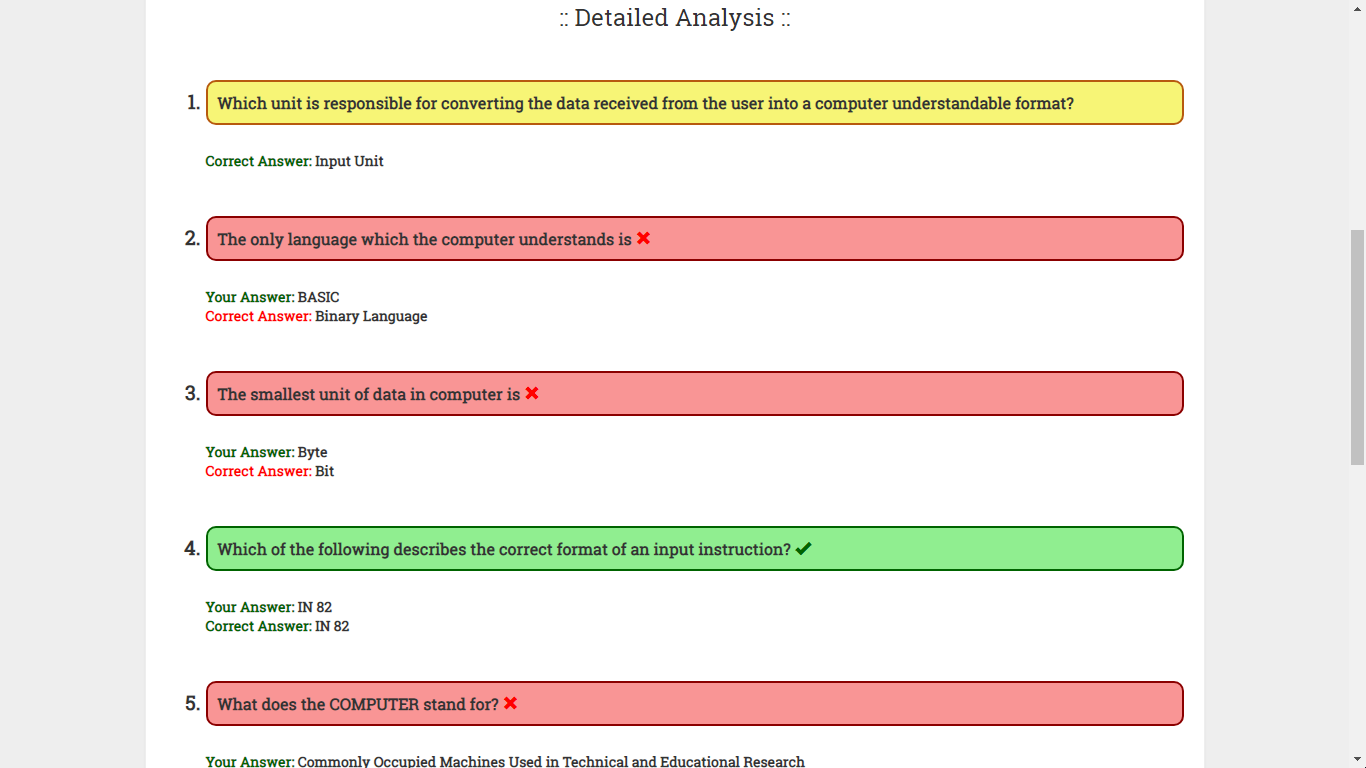 :: Detailed Analysis ::
1. Which unit is responsible for converting the data received from the user into a computer understandable format?
Correct Answer: Input Unit
2. The only language which the computer understands is ✖
Your Answer: BASIC
Correct Answer: Binary Language
3. The smallest unit of data in computer is ✖
Your Answer: Byte
Correct Answer: Bit
4. Which of the following describes the correct format of an input instruction? ✔
Your Answer: IN 82
Correct Answer: IN 82
5. What does the COMPUTER stand for? ✖
Your Answer: Commonly Occupied Machines Used in Technical and Educational Research